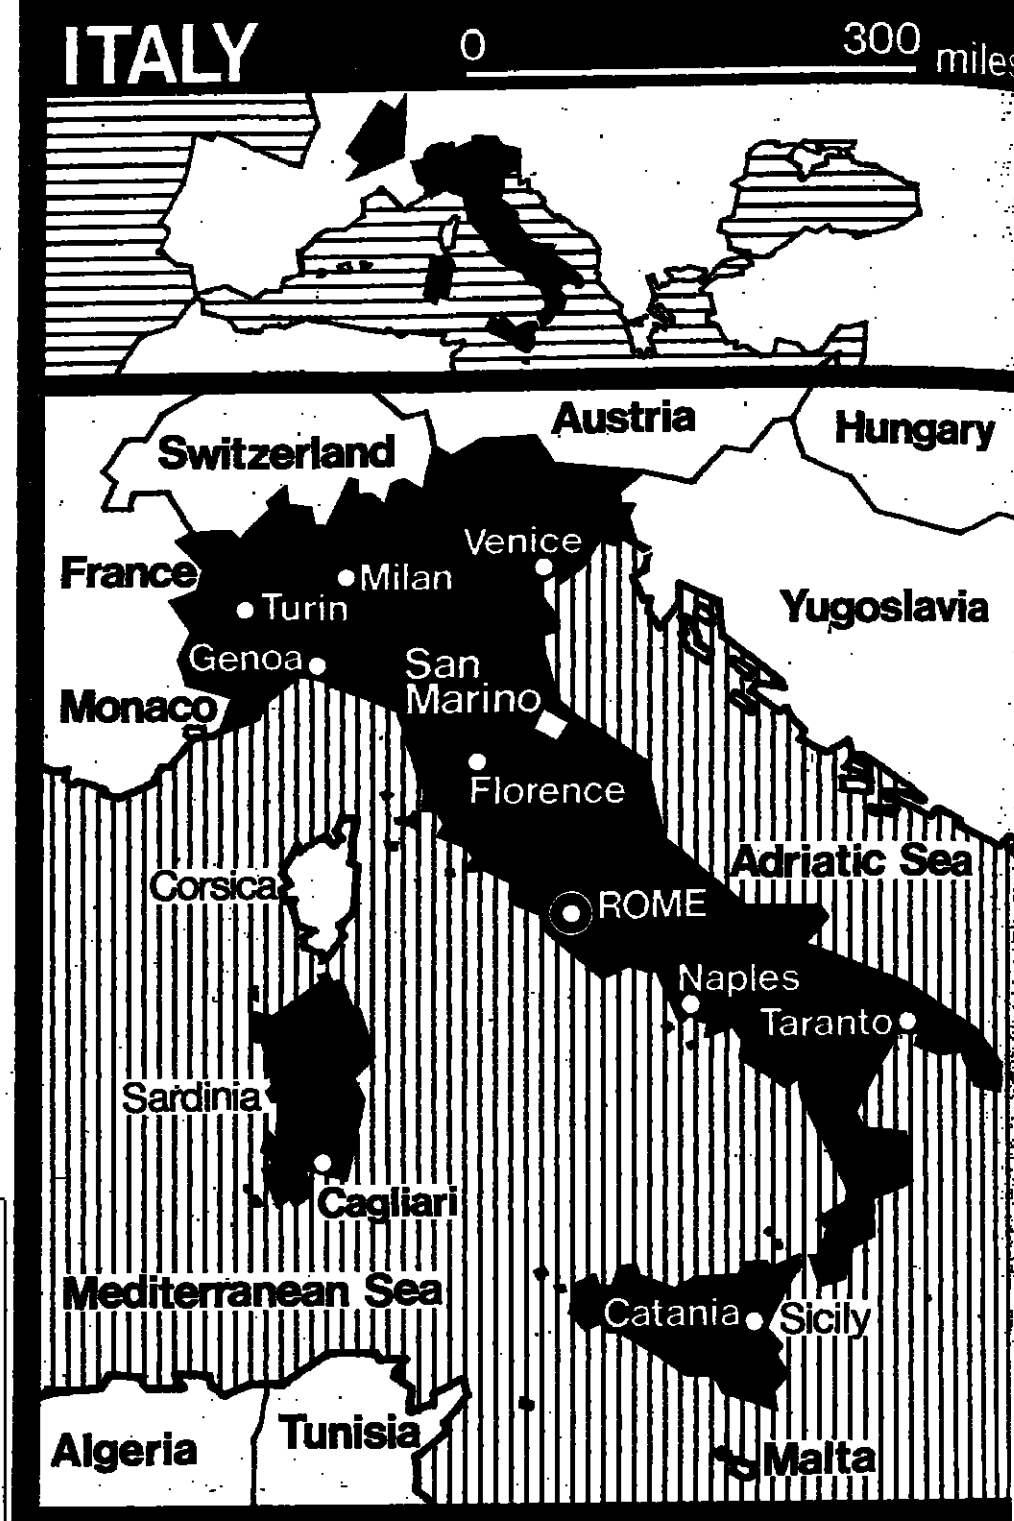 ITALY
0 300 miles
Austria
Hungary
Switzerland
Venice
France
Milan
Turin
Yugoslavia
Genoa
San
Marino
Monaco
Florence
Adriatic Sea
Corsica
ROME
Naples
Taranto
Sardinia
Cagliari
Mediterranean Sea
Catania
Sicily
Tunisia
Algeria
Malta